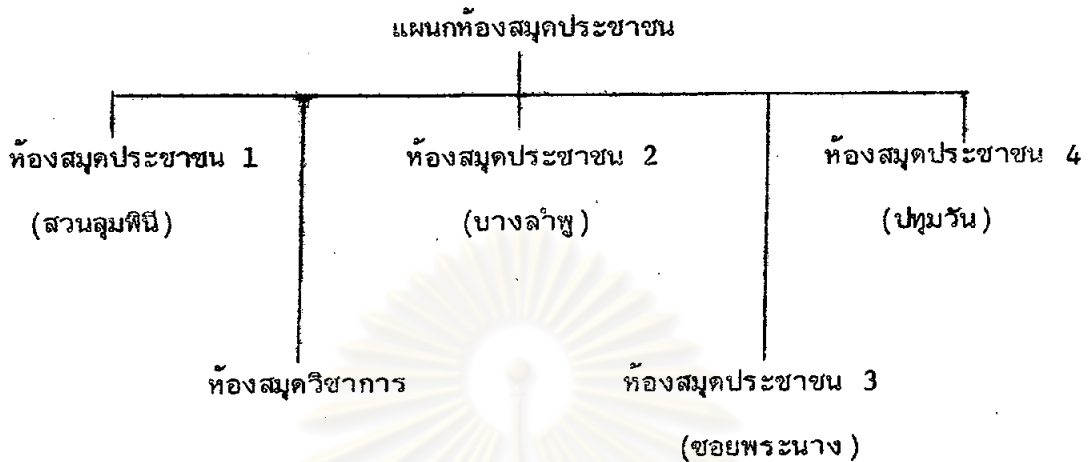 แผนกห้องสมุดประชาชน
ห้องสมุดประชาชน 1
(สวนลุมพินี)
ห้องสมุดประชาชน 2
(บางลำพู)
ห้องสมุดประชาชน 4
(ปทุมวัน)
ห้องสมุดวิชาการ
ห้องสมุดประชาชน 3
(ซอยพระนาง)